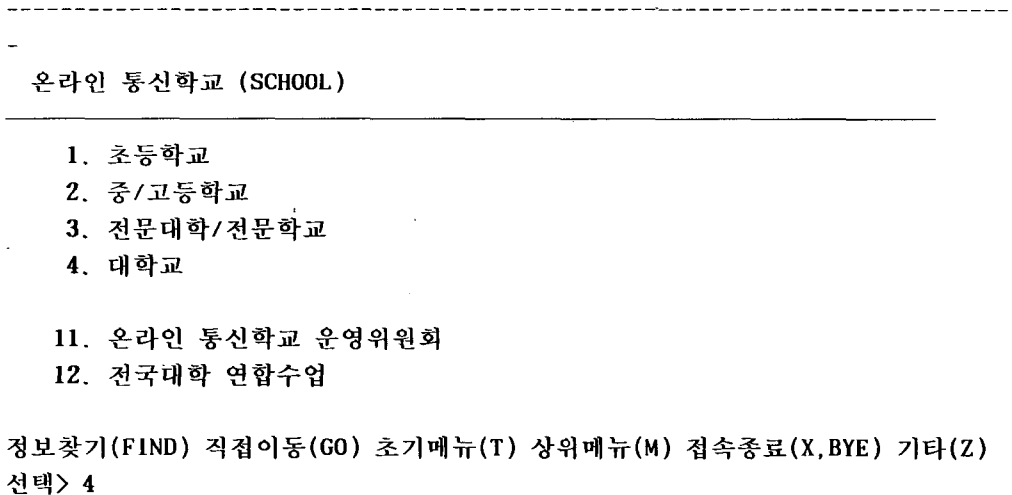 온라인 통신학교 (SCHOOL)
1. 초등학교
2. 중/고등학교
3. 전문대학/전문학교
4. 대학교
11. 온라인 통신학교 운영위원회
12. 전국대학 연합수업
정보찾기(FIND) 직접이동(GO) 초기메뉴(T) 상위메뉴(M) 접속종료(X,BYE) 기타(Z)
선택> 4